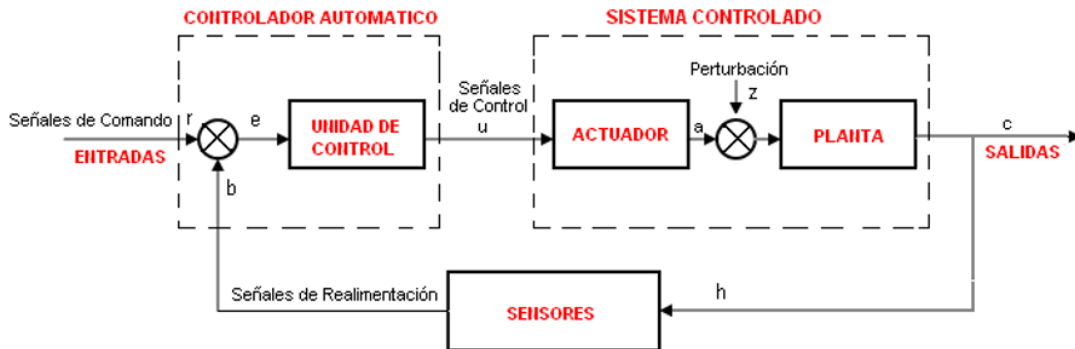 CONTROLADOR AUTOMATICO
SISTEMA CONTROLADO
Perturbación
z
Señales
de Control
u
Señales de Comando
r
ENTRADAS
e
UNIDAD DE
CONTROL
ACTUADOR
a
PLANTA
c
SALIDAS
b
Señales de Realimentación
SENSORES
h